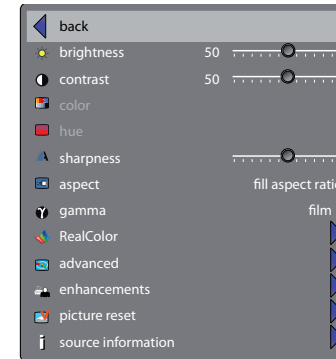 back
brightness 50
contrast 50
color
hue
sharpness
aspect fill aspect ratio
gamma film
RealColor
advanced
enhancements
picture reset
source information